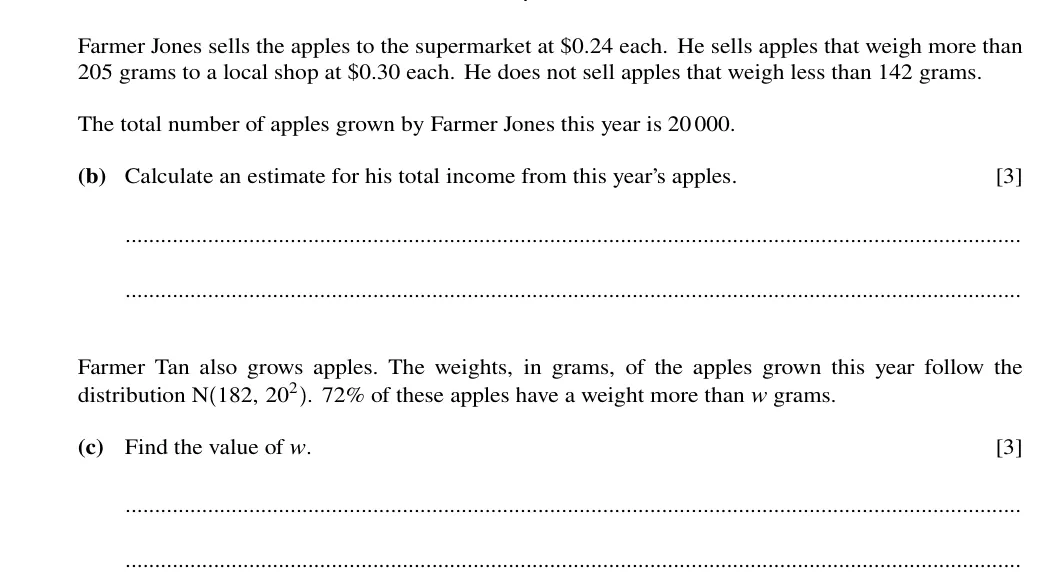 Farmer Jones sells the apples to the supermarket at $0.24 each. He sells apples that weigh more than
205 grams to a local shop at $0.30 each. He does not sell apples that weigh less than 142 grams.
The total number of apples grown by Farmer Jones this year is 20 000.
(b) Calculate an estimate for his total income from this year’s apples. [3]
Farmer Tan also grows apples. The weights, in grams, of the apples grown this year follow the
distribution N(182, 20²). 72% of these apples have a weight more than w grams.
(c) Find the value of w. [3]